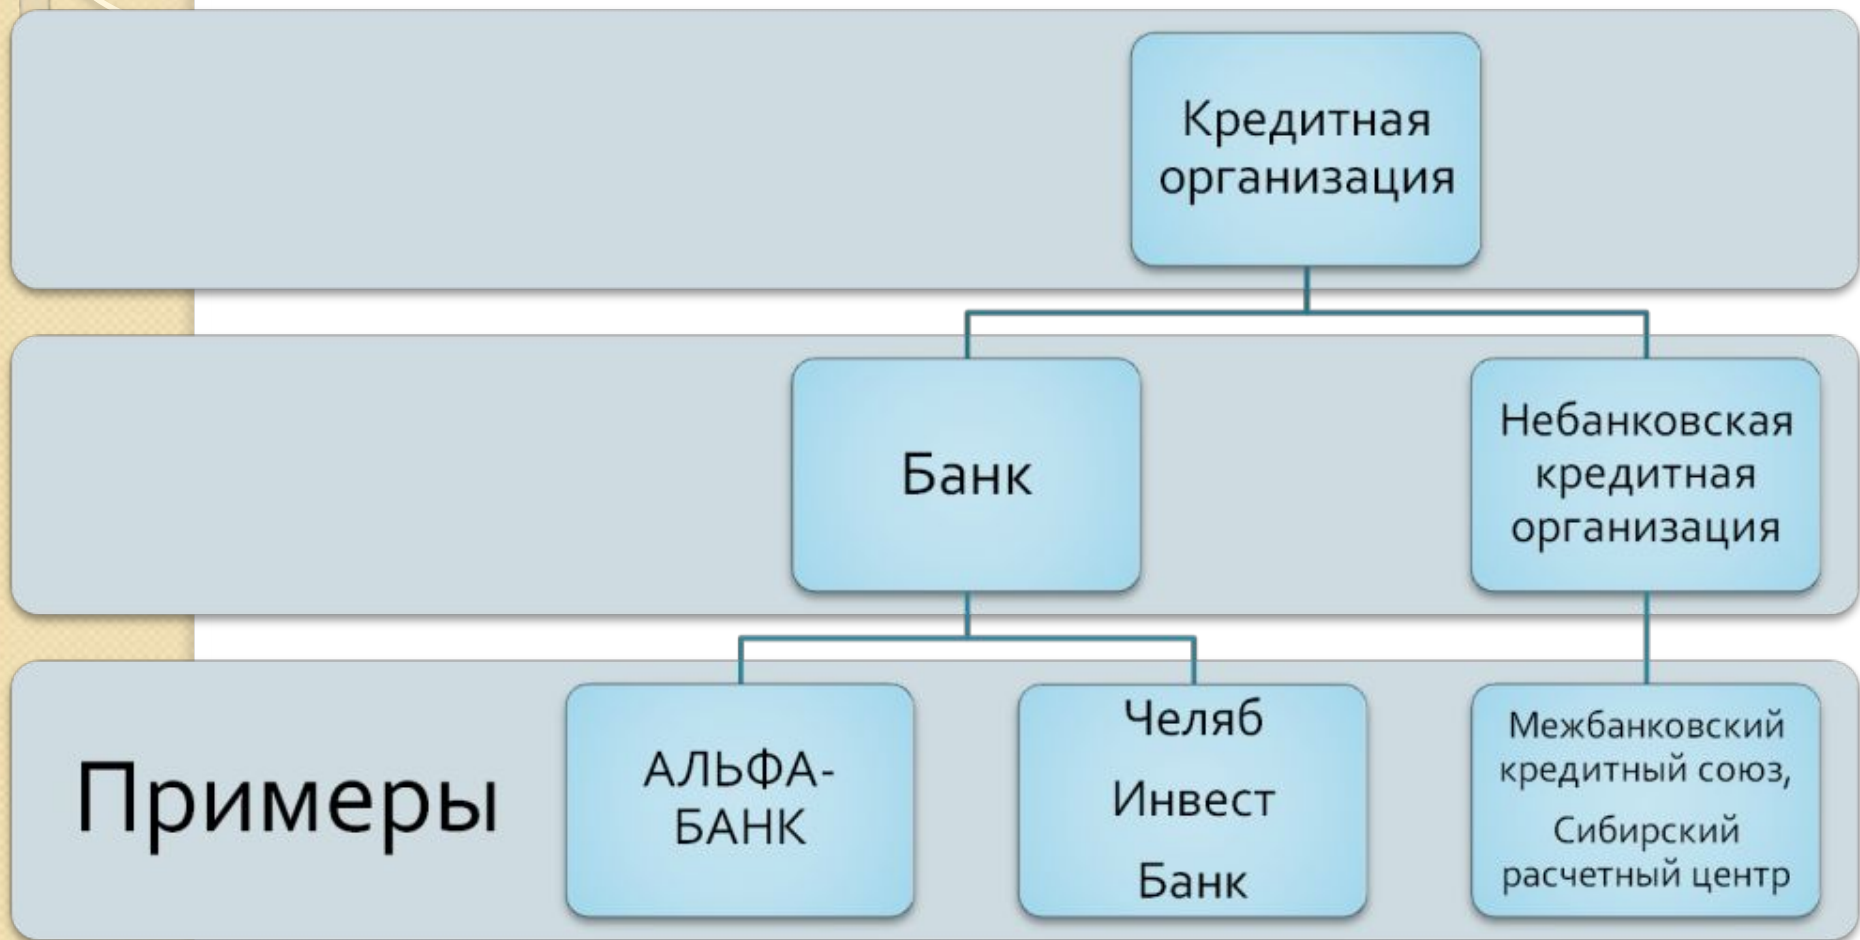 Кредитная
организация
Банк
Небанковская
кредитная
организация
Примеры
АЛЬФА-
БАНК
Челяб
Инвест
Банк
Межбанковский
кредитный союз,
Сибирский
расчетный центр